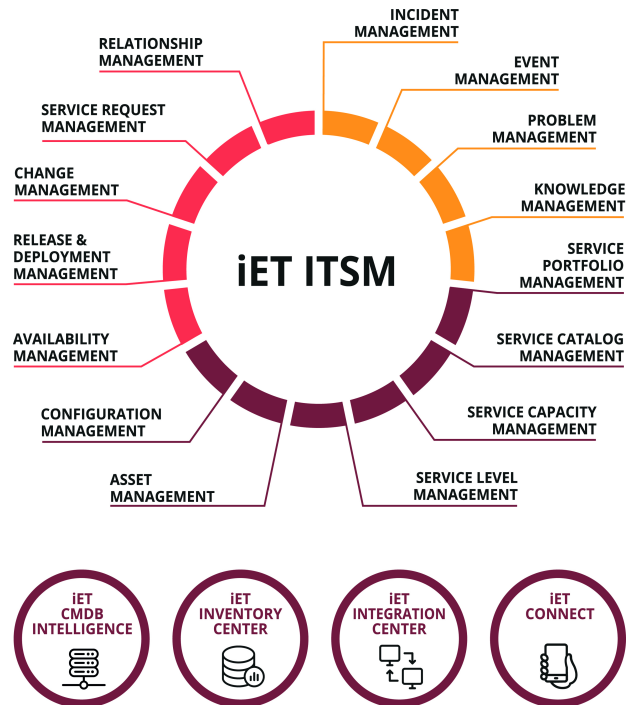 INCIDENT
MANAGEMENT
EVENT
MANAGEMENT
PROBLEM
MANAGEMENT
KNOWLEDGE
MANAGEMENT
SERVICE
PORTFOLIO
MANAGEMENT
SERVICE CATALOG
MANAGEMENT
SERVICE CAPACITY
MANAGEMENT
SERVICE LEVEL
MANAGEMENT
ASSET
MANAGEMENT
CONFIGURATION
MANAGEMENT
AVAILABILITY
MANAGEMENT
RELEASE &
DEPLOYMENT
MANAGEMENT
CHANGE
MANAGEMENT
SERVICE REQUEST
MANAGEMENT
RELATIONSHIP
MANAGEMENT
iET ITSM
iET
CMDB
INTELLIGENCE
iET
INVENTORY
CENTER
iET
INTEGRATION
CENTER
iET
CONNECT